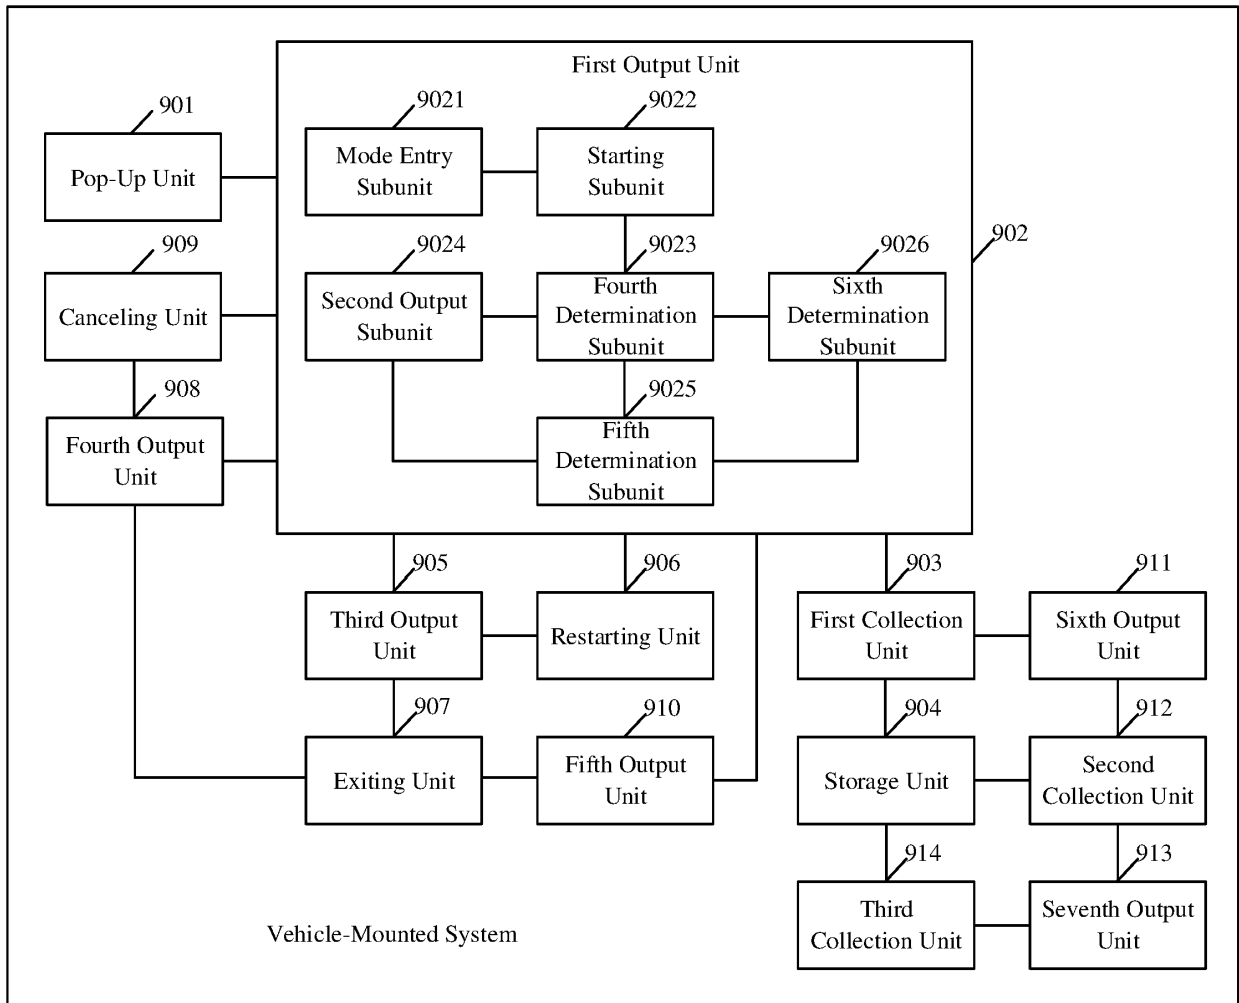 First Output Unit
901
Pop-Up Unit
9021
Mode Entry
Subunit
9022
Starting
Subunit
902
909
Canceling Unit
9024
Second Output
Subunit
9023
Fourth
Determination
Subunit
9026
Sixth
Determination
Subunit
908
Fourth Output
Unit
9025
Fifth
Determination
Subunit
905
Third Output
Unit
906
Restarting Unit
903
First Collection
Unit
911
Sixth Output
Unit
907
Exiting Unit
910
Fifth Output
Unit
904
Storage Unit
912
Second
Collection Unit
914
Third
Collection Unit
913
Seventh Output
Unit
Vehicle-Mounted System